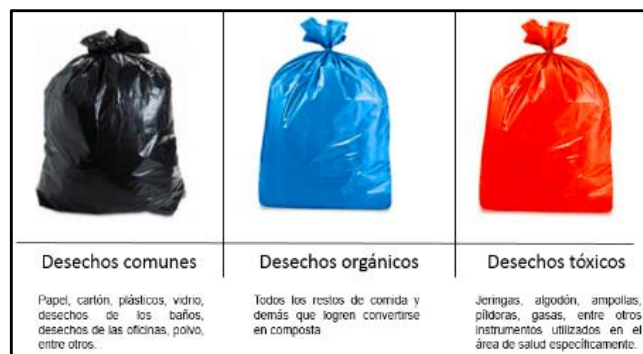 Desechos comunes
Papel, cartón, plásticos, vidrio,
desechos de los baños,
desechos de las oficinas, polvo,
entre otros.
Desechos orgánicos
Todos los restos de comida y
demás que logren convertirse
en composta
Desechos tóxicos
Jeringas, algodón, ampollas,
píldoras, gasas, entre otros
instrumentos utilizados en el
área de salud específicamente.